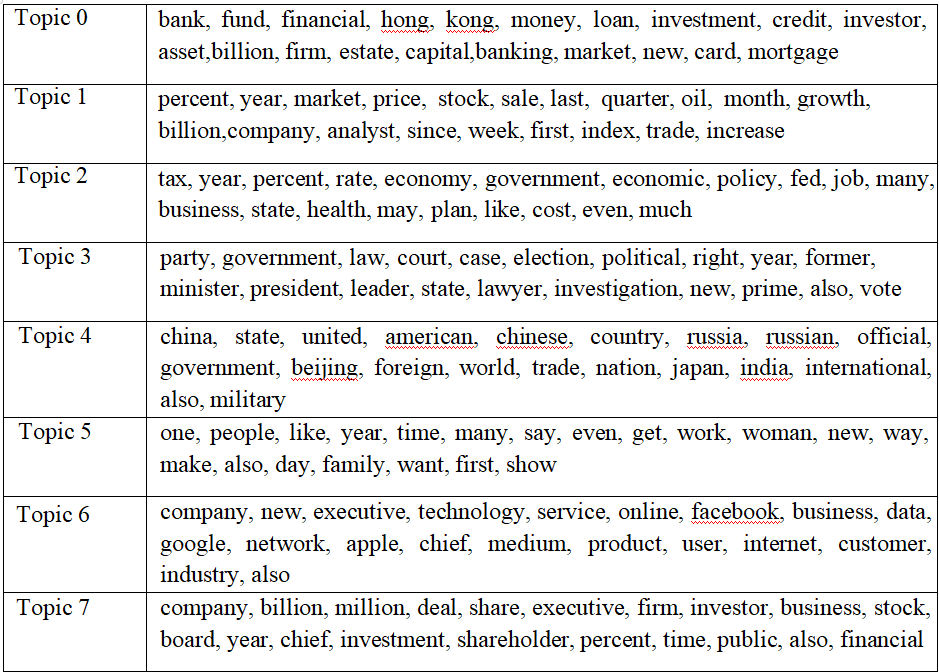 Topic 0 bank, fund, financial, hong, kong, money, loan, investment, credit, investor,
asset,billion, firm, estate, capital,banking, market, new, card, mortgage
Topic 1 percent, year, market, price, stock, sale, last, quarter, oil, month, growth,
billion,company, analyst, since, week, first, index, trade, increase
Topic 2 tax, year, percent, rate, economy, government, economic, policy, fed, job, many,
business, state, health, may, plan, like, cost, even, much
Topic 3 party, government, law, court, case, election, political, right, year, former,
minister, president, leader, state, lawyer, investigation, new, prime, also, vote
Topic 4 china, state, united, american, chinese, country, russia, russian, official,
government, beijing, foreign, world, trade, nation, japan, india, international,
also, military
Topic 5 one, people, like, year, time, many, say, even, get, work, woman, new, way,
make, also, day, family, want, first, show
Topic 6 company, new, executive, technology, service, online, facebook, business, data,
google, network, apple, chief, medium, product, user, internet, customer,
industry, also
Topic 7 company, billion, million, deal, share, executive, firm, investor, business, stock,
board, year, chief, investment, shareholder, percent, time, public, also, financial